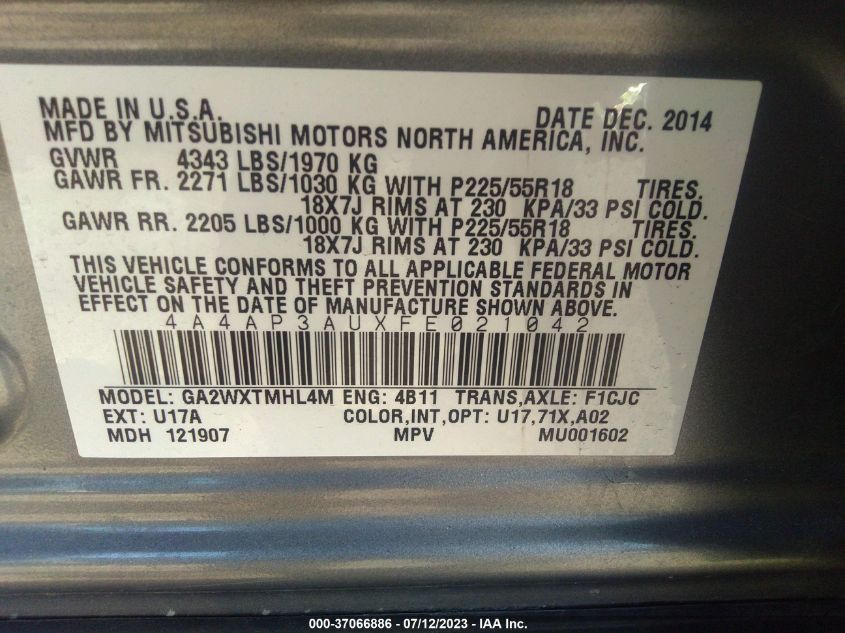 MADE IN U.S.A. DATE DEC. 2014
MFD BY MITSUBISHI MOTORS NORTH AMERICA, INC.
GVWR 4343 LBS/1970 KG
GAWR FR. 2271 LBS/1030 KG WITH P225/55R18 TIRES.
18X7J RIMS AT 230 KPA/33 PSI COLD.
GAWR RR. 2205 LBS/1000 KG WITH P225/55R18 TIRES.
18X7J RIMS AT 230 KPA/33 PSI COLD.
THIS VEHICLE CONFORMS TO ALL APPLICABLE FEDERAL MOTOR
VEHICLE SAFETY AND THEFT PREVENTION STANDARDS IN
EFFECT ON THE DATE OF MANUFACTURE SHOWN ABOVE.
4A4AP3AUXFE021042
MODEL: GA2WXTMHL4M ENG: 4B11 TRANS,AXLE: F1CJC
EXT: U17A COLOR,INT,OPT: U17,71X,A02
MDH 121907 MPV MU001602
000-37066886 - 07/12/2023 - IAA Inc.